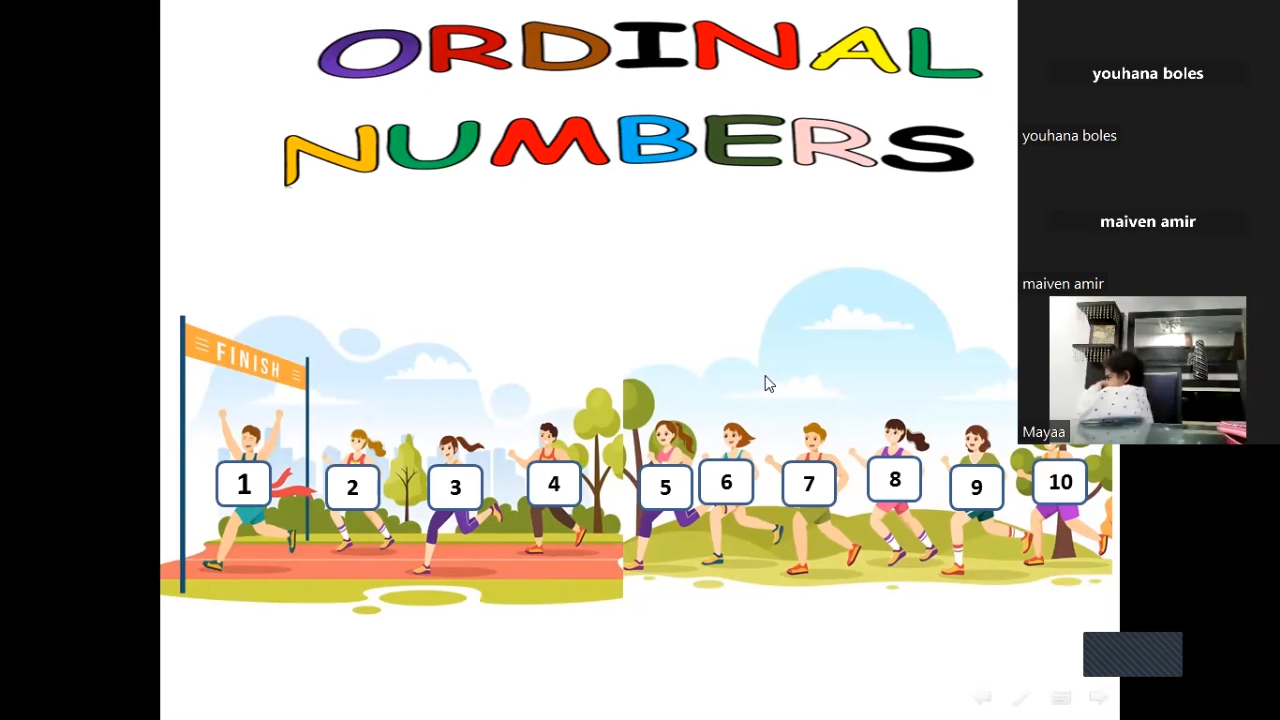 ORDINAL
NUMBERS
FINISH
1
2
3
4
5
6
7
8
9
10
youhana boles
youhana boles
maiven amir
maiven amir
Mayaa